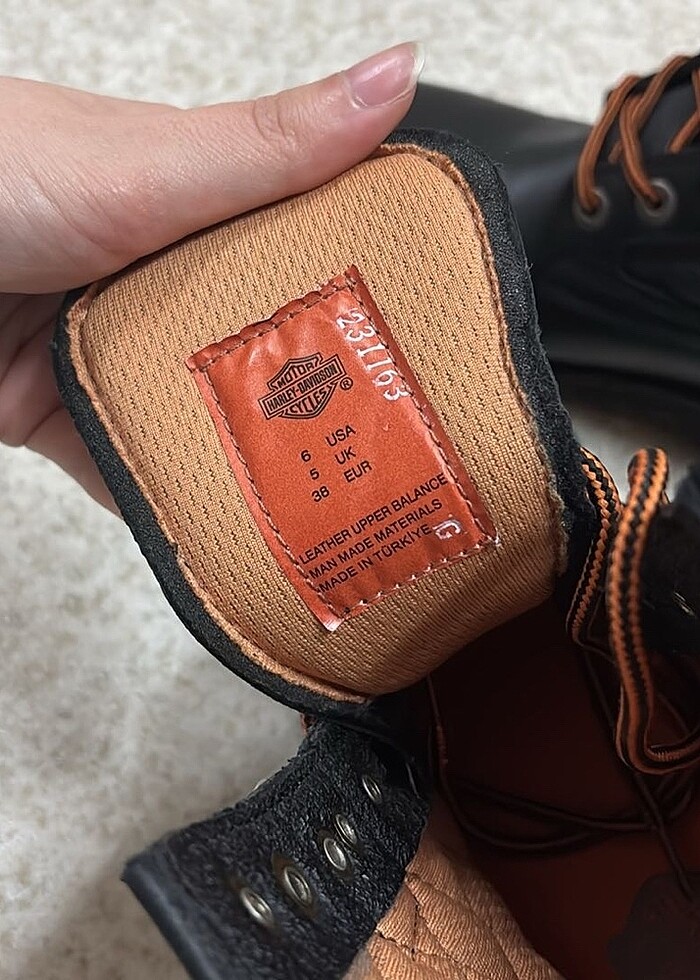 MOTOR
HARLEY-DAVIDSON®
CYCLES
231163
6 USA
5 UK
38 EUR
LEATHER UPPER BALANCE
MAN MADE MATERIALS
MADE IN TÜRKİYE
G